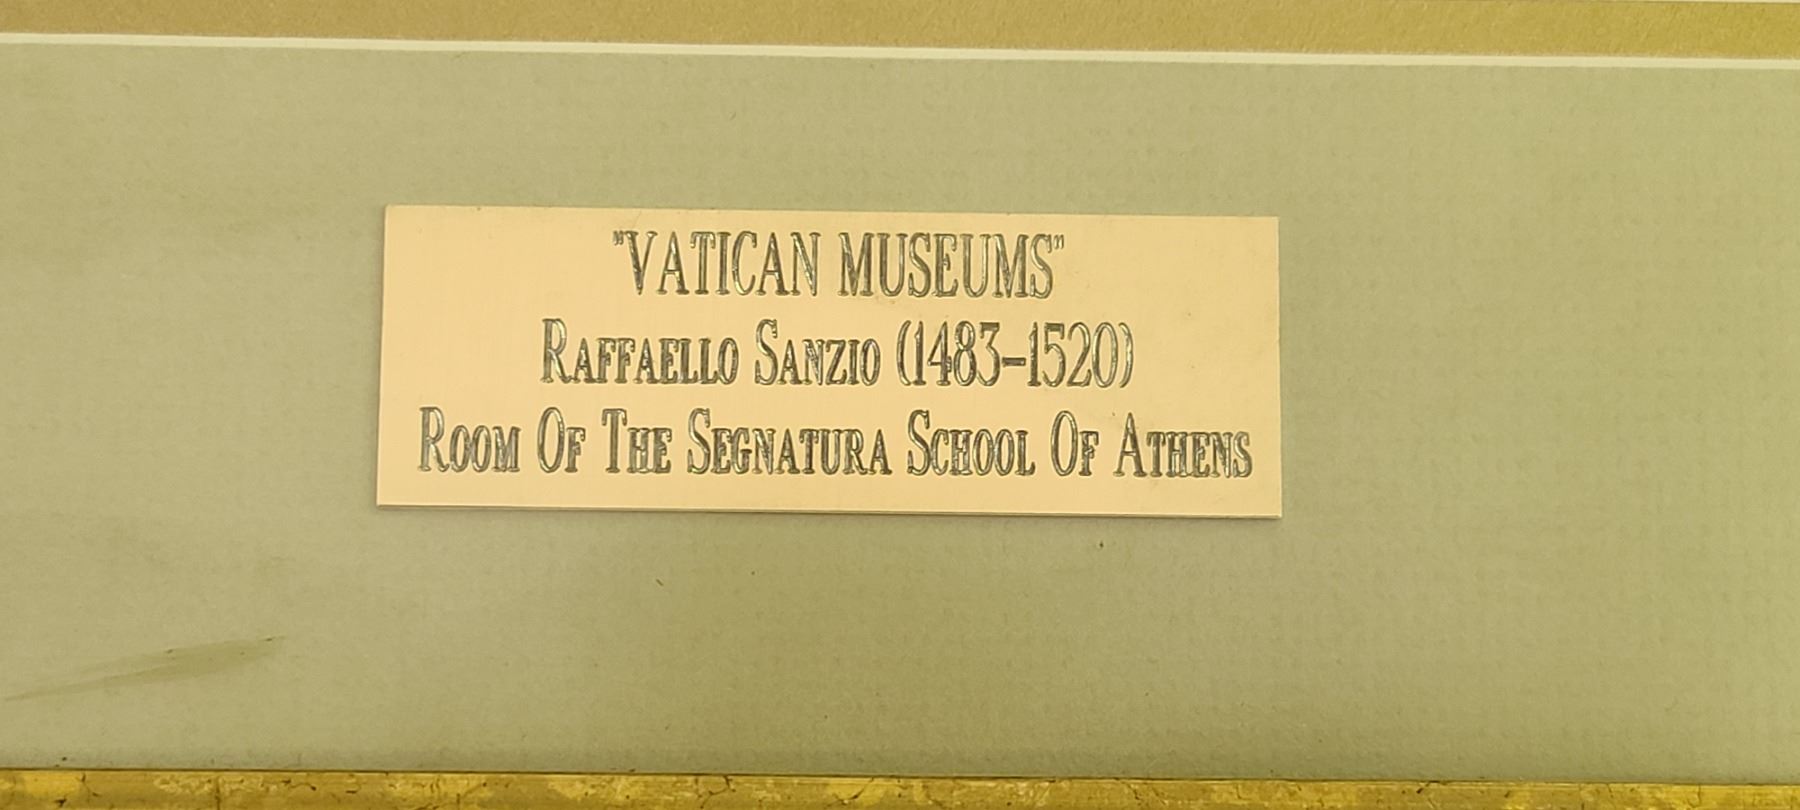 "VATICAN MUSEUMS"
RAFFAELLO SANZIO (1483-1520)
ROOM OF THE SEGNATURA SCHOOL OF ATHENS